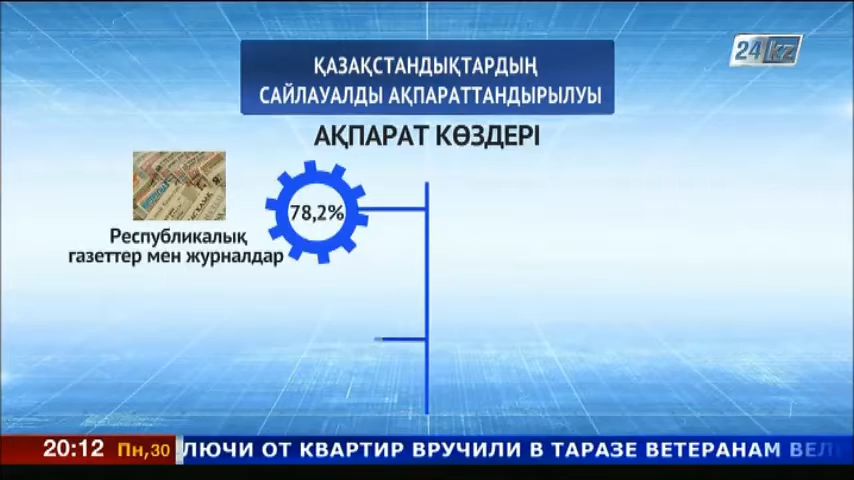 ҚАЗАҚСТАНДЫҚТАРДЫҢ
САЙЛАУАЛДЫ АҚПАРАТТАНДЫРЫЛУЫ
24 kz
АҚПАРАТ КӨЗДЕРІ
78,2%
Республикалық
газеттер мен журналдар
20:12 Пн,30 ЛЮЧИ ОТ КВАРТИР ВРУЧИЛИ В ТАРАЗЕ ВЕТЕРАНАМ ВЕЛ